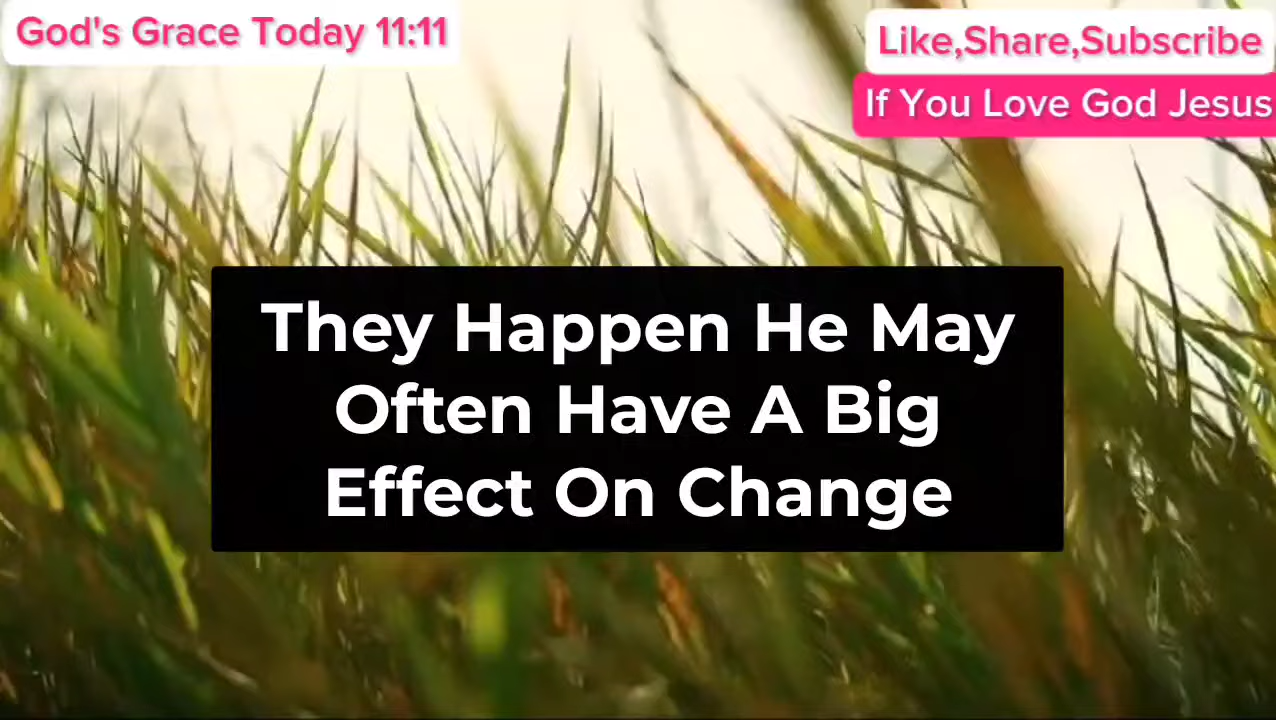 God's Grace Today 11:11
Like,Share,Subscribe
If You Love God Jesus
They Happen He May
Often Have A Big
Effect On Change